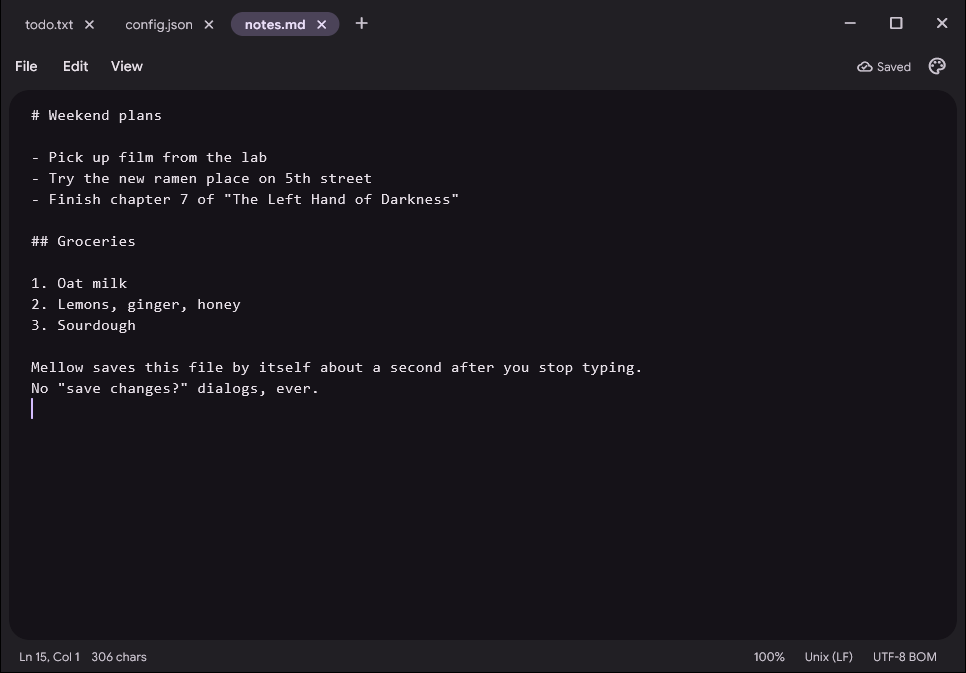 todo.txt
config.json
notes.md
File Edit View
Saved
# Weekend plans
- Pick up film from the lab
- Try the new ramen place on 5th street
- Finish chapter 7 of "The Left Hand of Darkness"
## Groceries
1. Oat milk
2. Lemons, ginger, honey
3. Sourdough
Mellow saves this file by itself about a second after you stop typing.
No "save changes?" dialogs, ever.
Ln 15, Col 1 306 chars
100% Unix (LF) UTF-8 BOM